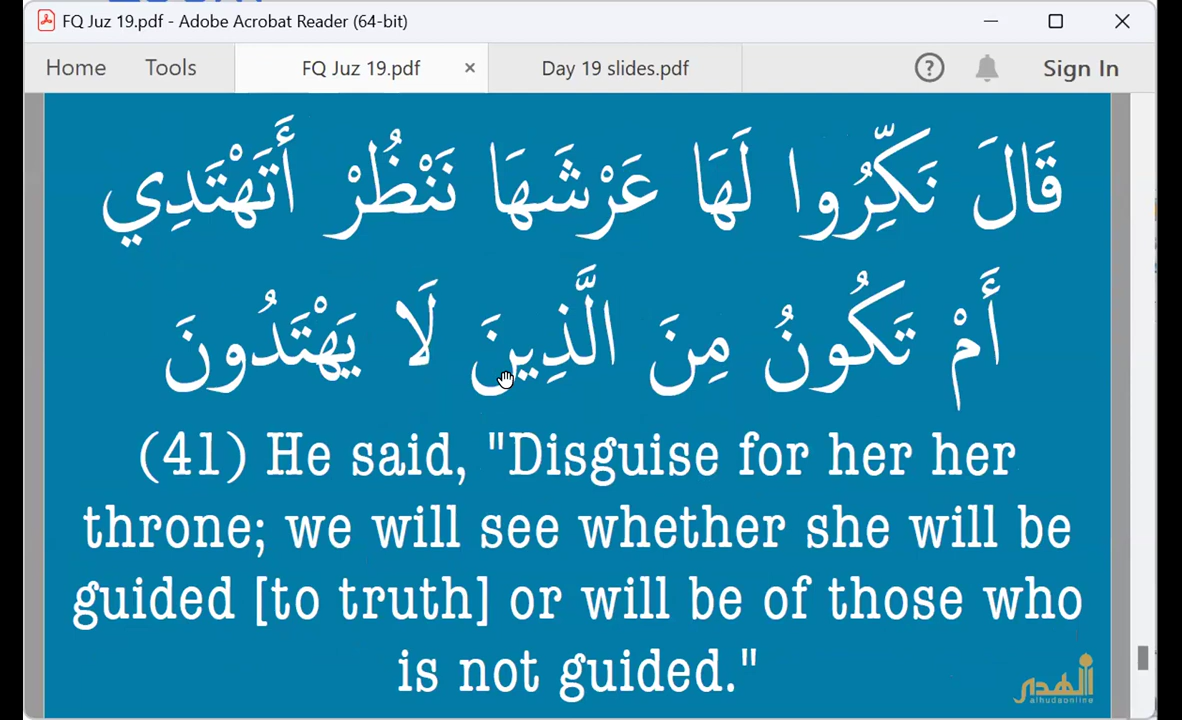 FQ Juz 19.pdf - Adobe Acrobat Reader (64-bit)
Home Tools FQ Juz 19.pdf × Day 19 slides.pdf ? Sign In
قَالَ نَكِّرُوا لَهَا عَرْشَهَا نَنْظُرْ أَتَهْتَدِي
أَمْ تَكُونُ مِنَ الَّذِينَ لَا يَهْتَدُونَ
(41) He said, "Disguise for her her
throne; we will see whether she will be
guided [to truth] or will be of those who
is not guided."
الهدى
alhudaonline